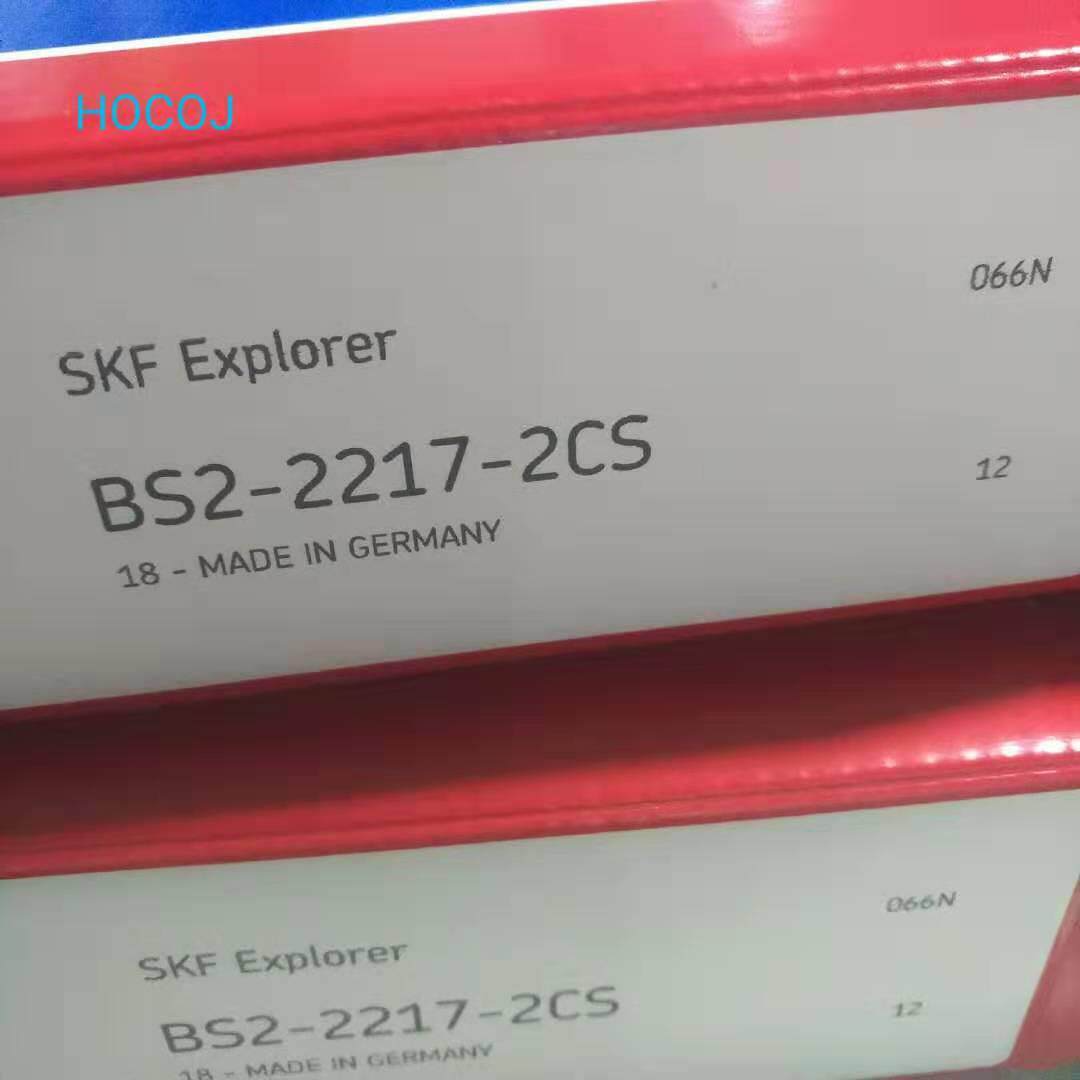 HOCOJ
066N
SKF Explorer
BS2-2217-2CS
12
18 - MADE IN GERMANY
066N
SKF Explorer
BS2-2217-2CS
12
18 - MADE IN GERMANY